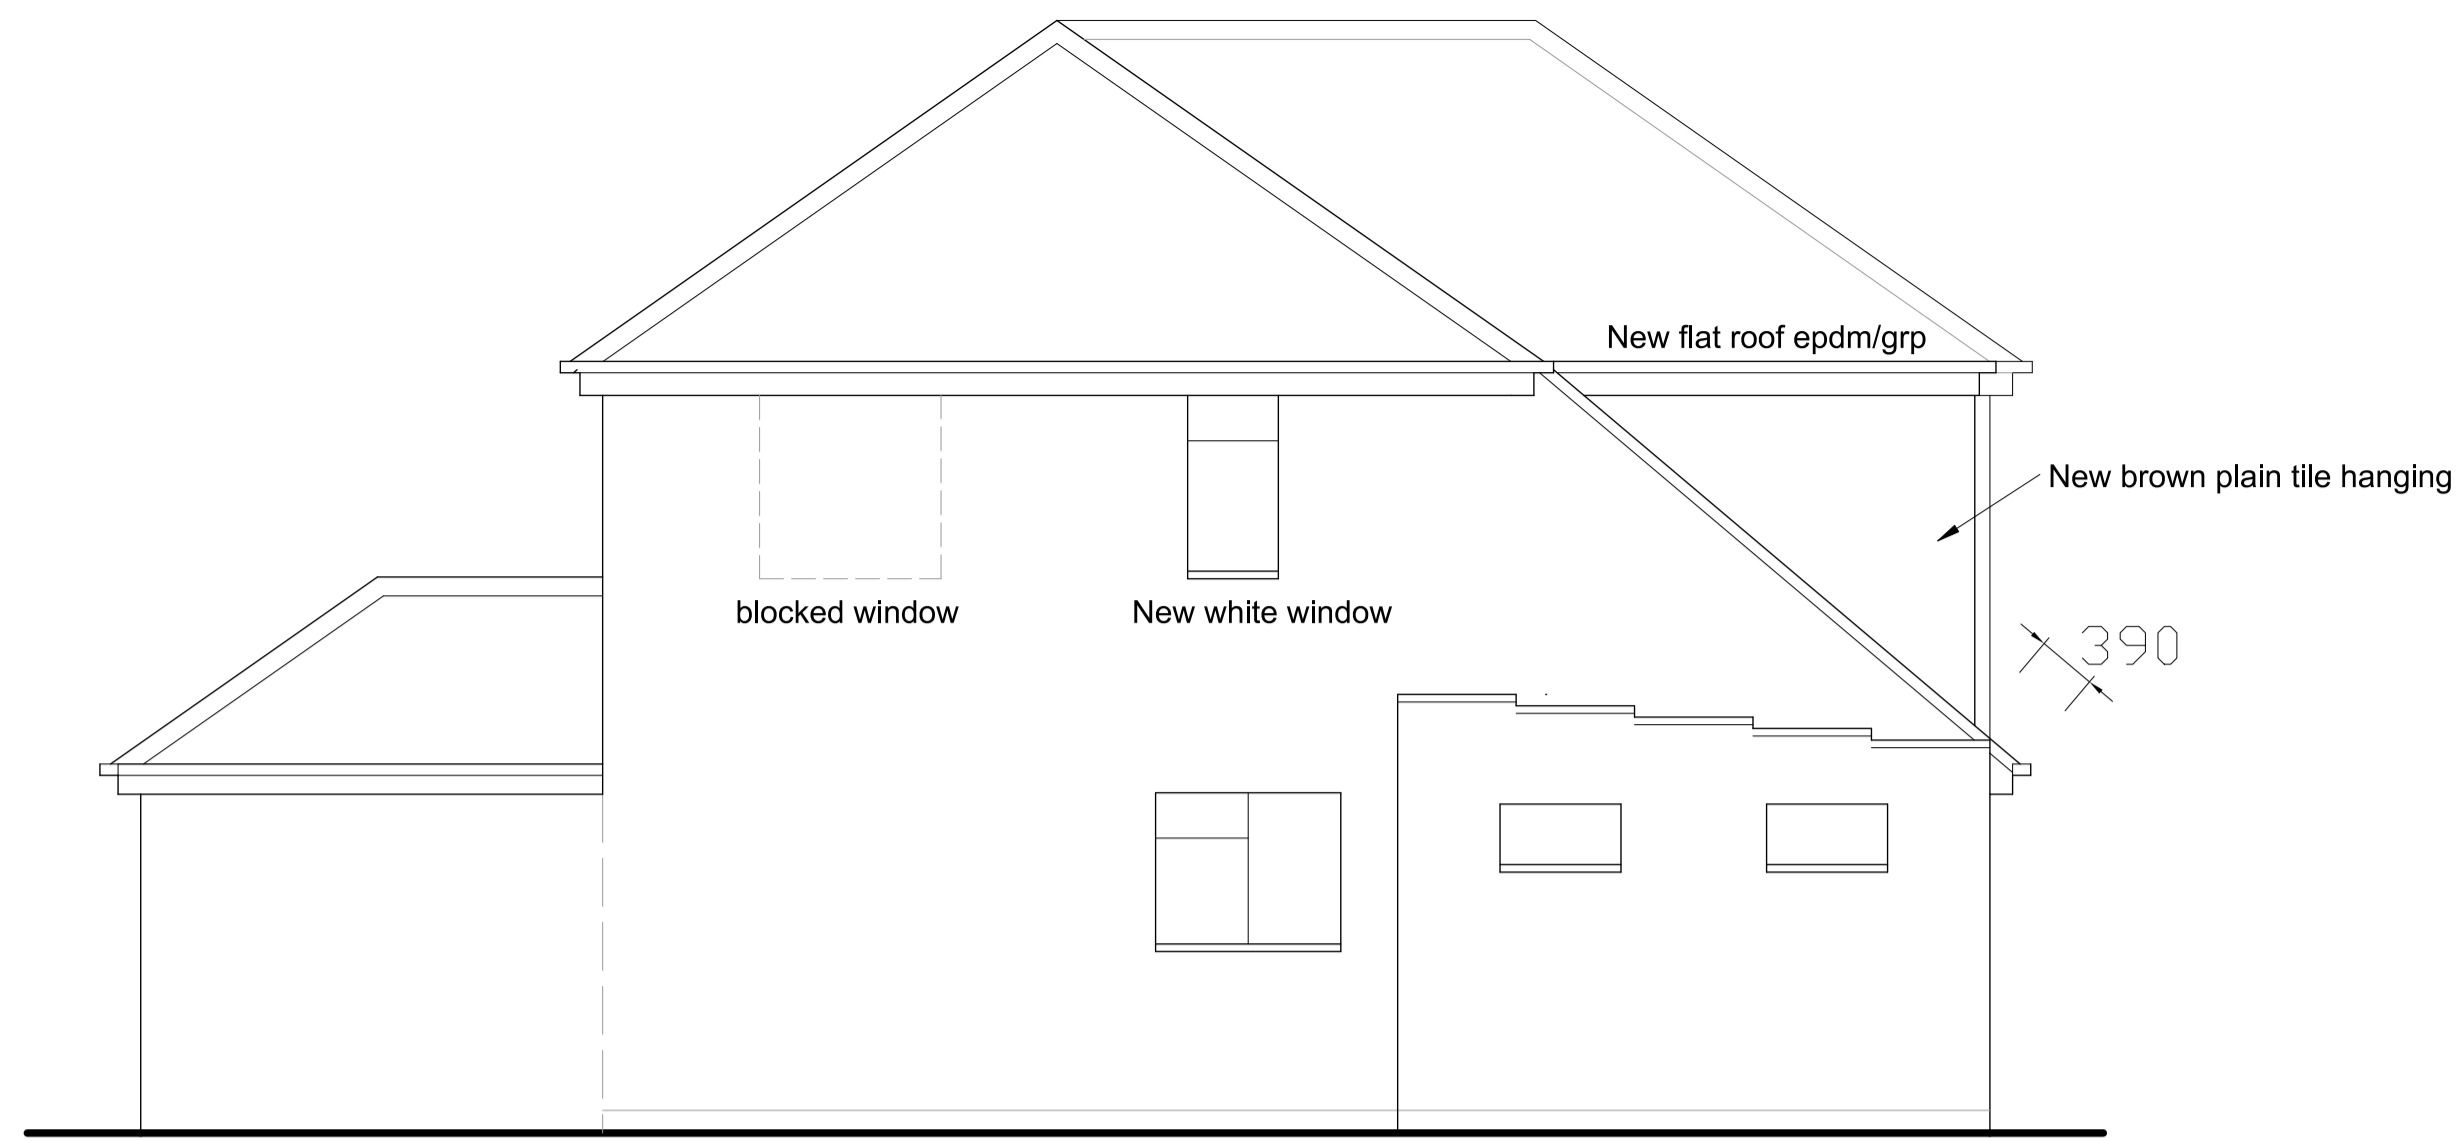 New flat roof epdm/grp
New brown plain tile hanging
blocked window
New white window
390